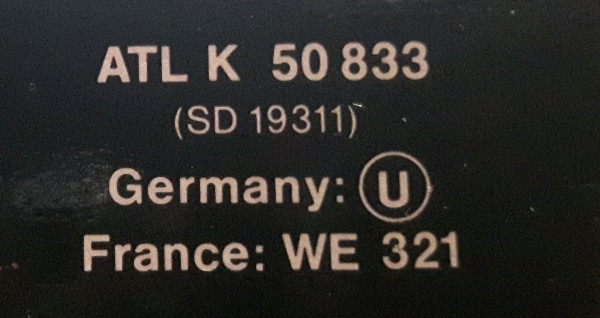 ATL K 50 833
(SD 19311)
Germany: Ⓤ
France: WE 321